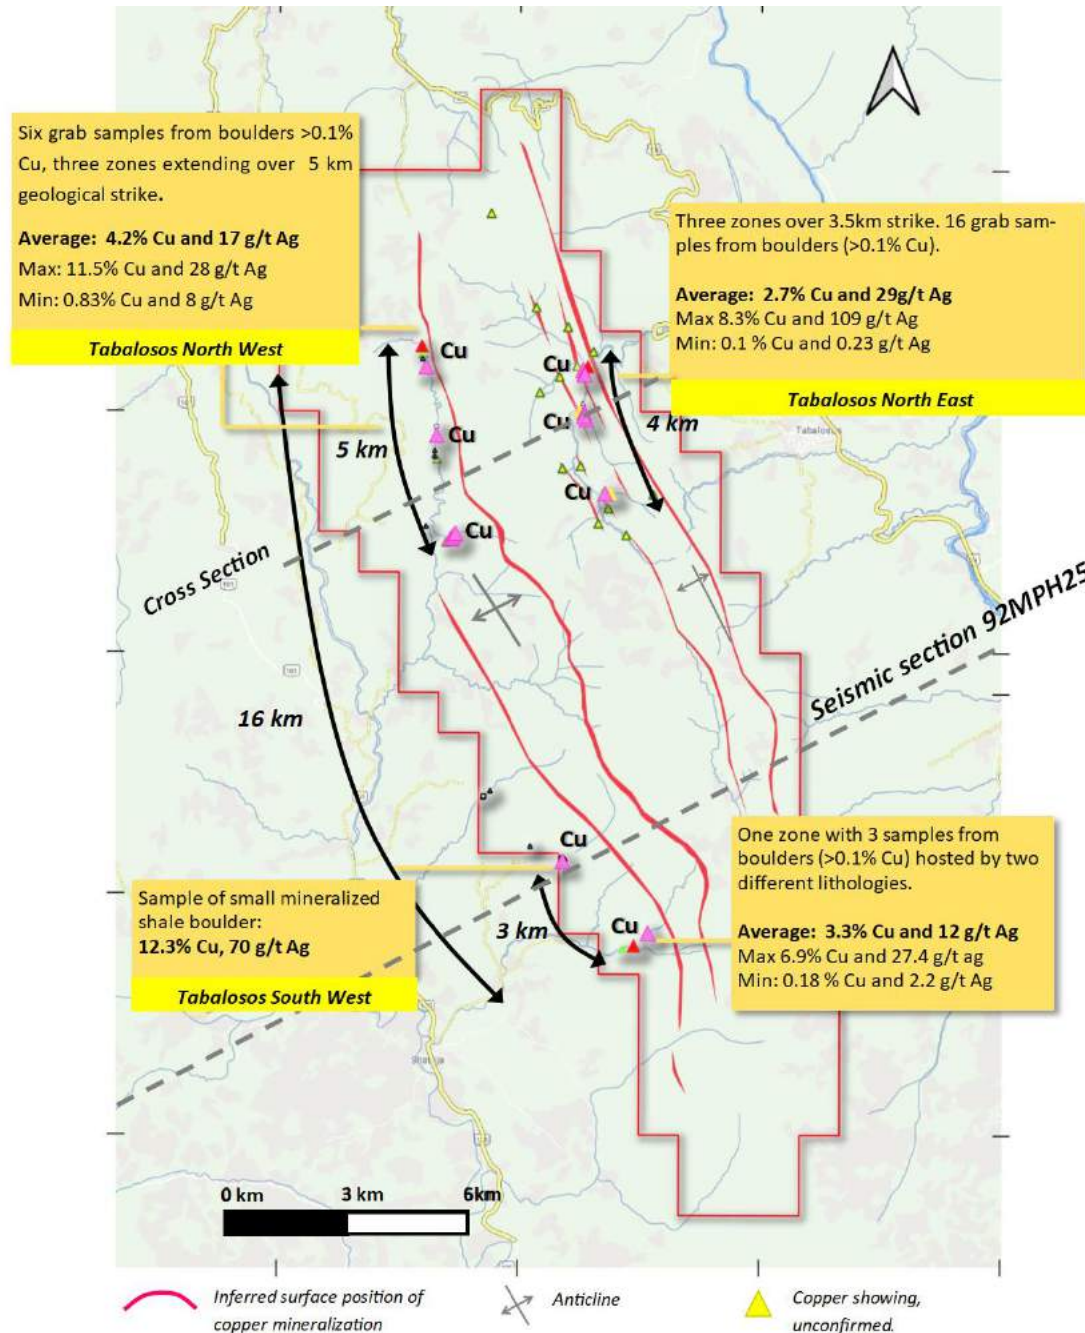 Six grab samples from boulders >0.1%
Cu, three zones extending over 5 km
geological strike.
Average: 4.2% Cu and 17 g/t Ag
Max: 11.5% Cu and 28 g/t Ag
Min: 0.83% Cu and 8 g/t Ag
Tabalosos North West
Three zones over 3.5km strike. 16 grab sam-
ples from boulders (>0.1% Cu).
Average: 2.7% Cu and 29g/t Ag
Max 8.3% Cu and 109 g/t Ag
Min: 0.1 % Cu and 0.23 g/t Ag
Tabalosos North East
Cu
Cu
Cu
Cu
Cu
Cu
5 km
4 km
Cross Section
16 km
Seismic section 92MPH25
Cu
3 km
Cu
Sample of small mineralized
shale boulder:
12.3% Cu, 70 g/t Ag
Tabalosos South West
One zone with 3 samples from
boulders (>0.1% Cu) hosted by two
different lithologies.
Average: 3.3% Cu and 12 g/t Ag
Max 6.9% Cu and 27.4 g/t ag
Min: 0.18 % Cu and 2.2 g/t Ag
0 km 3 km 6km
Inferred surface position of
copper mineralization
Anticline
Copper showing,
unconfirmed.